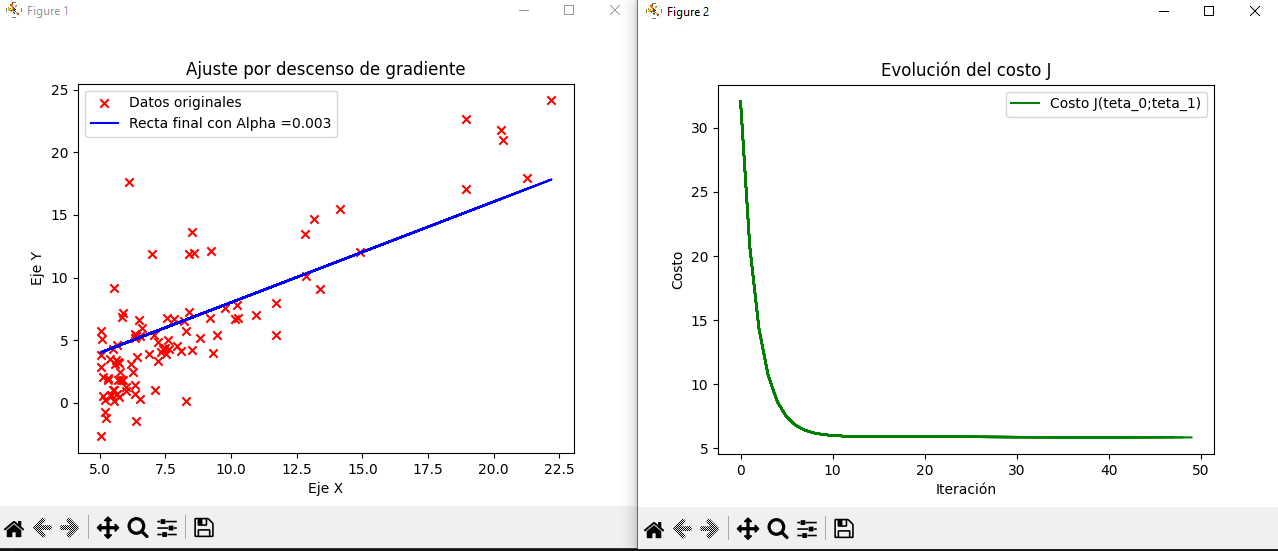 Figure 1
Ajuste por descenso de gradiente
Datos originales
Recta final con Alpha =0.003
25
20
15
10
5
0
Eje Y
5.0 7.5 10.0 12.5 15.0 17.5 20.0 22.5
Eje X
Figure 2
Evolución del costo J
Costo J(teta_0;teta_1)
30
25
20
15
10
5
Costo
0 10 20 30 40 50
Iteración